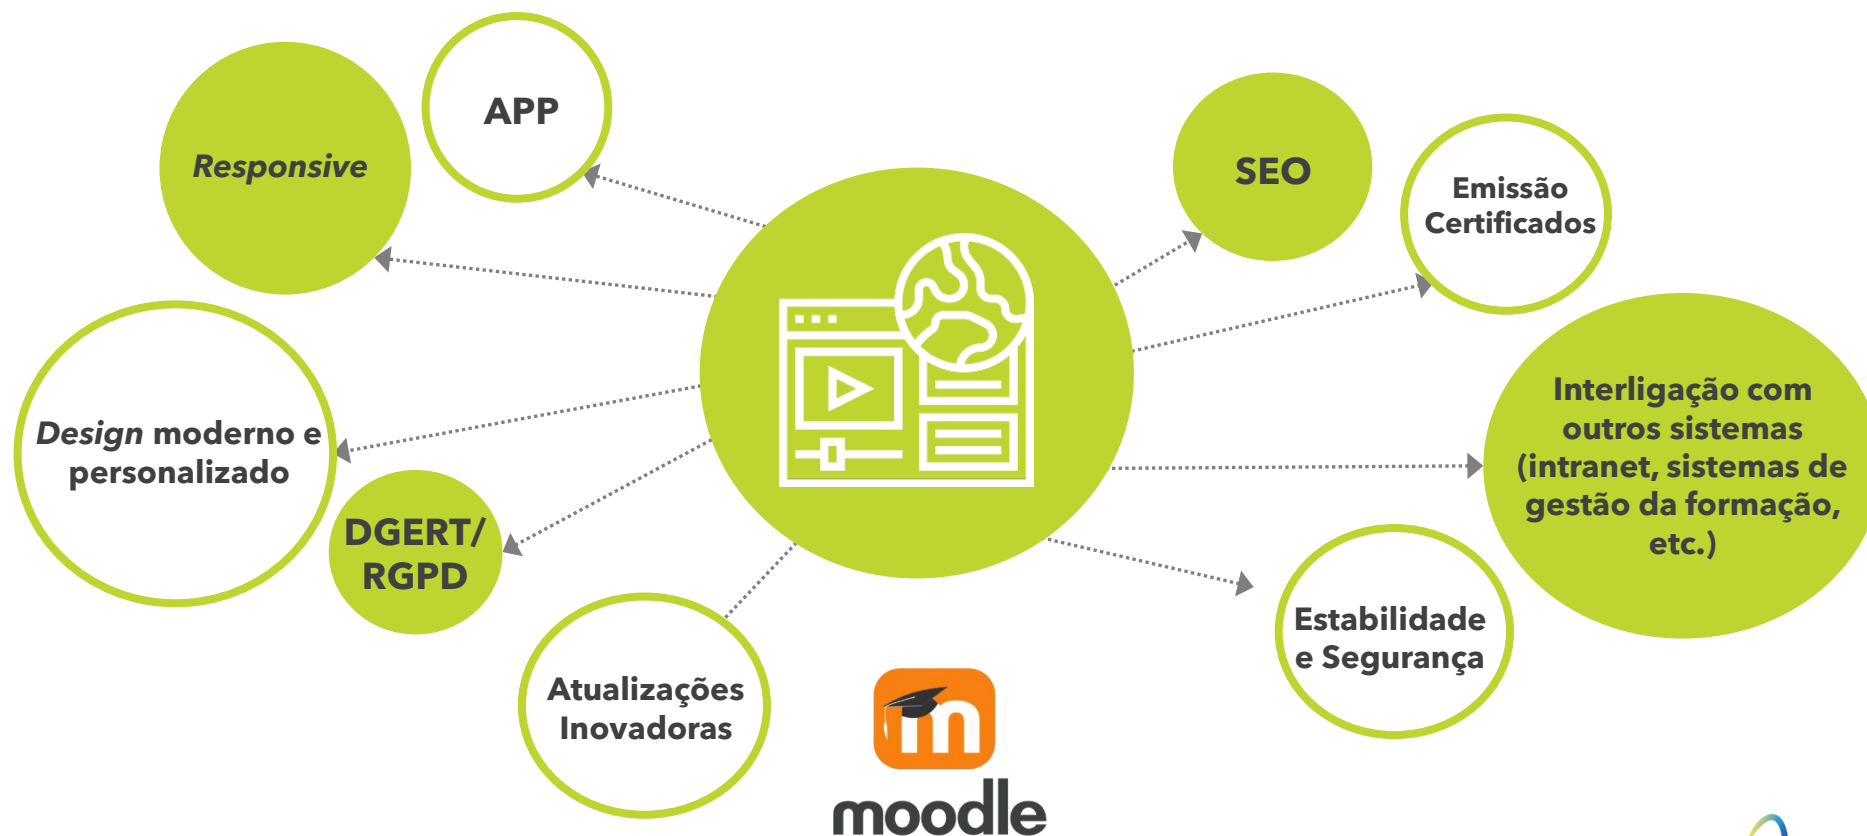 APP
Responsive
SEO
Emissão
Certificados
Design moderno e
personalizado
Interligação com
outros sistemas
(intranet, sistemas de
gestão da formação,
etc.)
DGERT/
RGPD
Estabilidade
e Segurança
Atualizações
Inovadoras
m
moodle